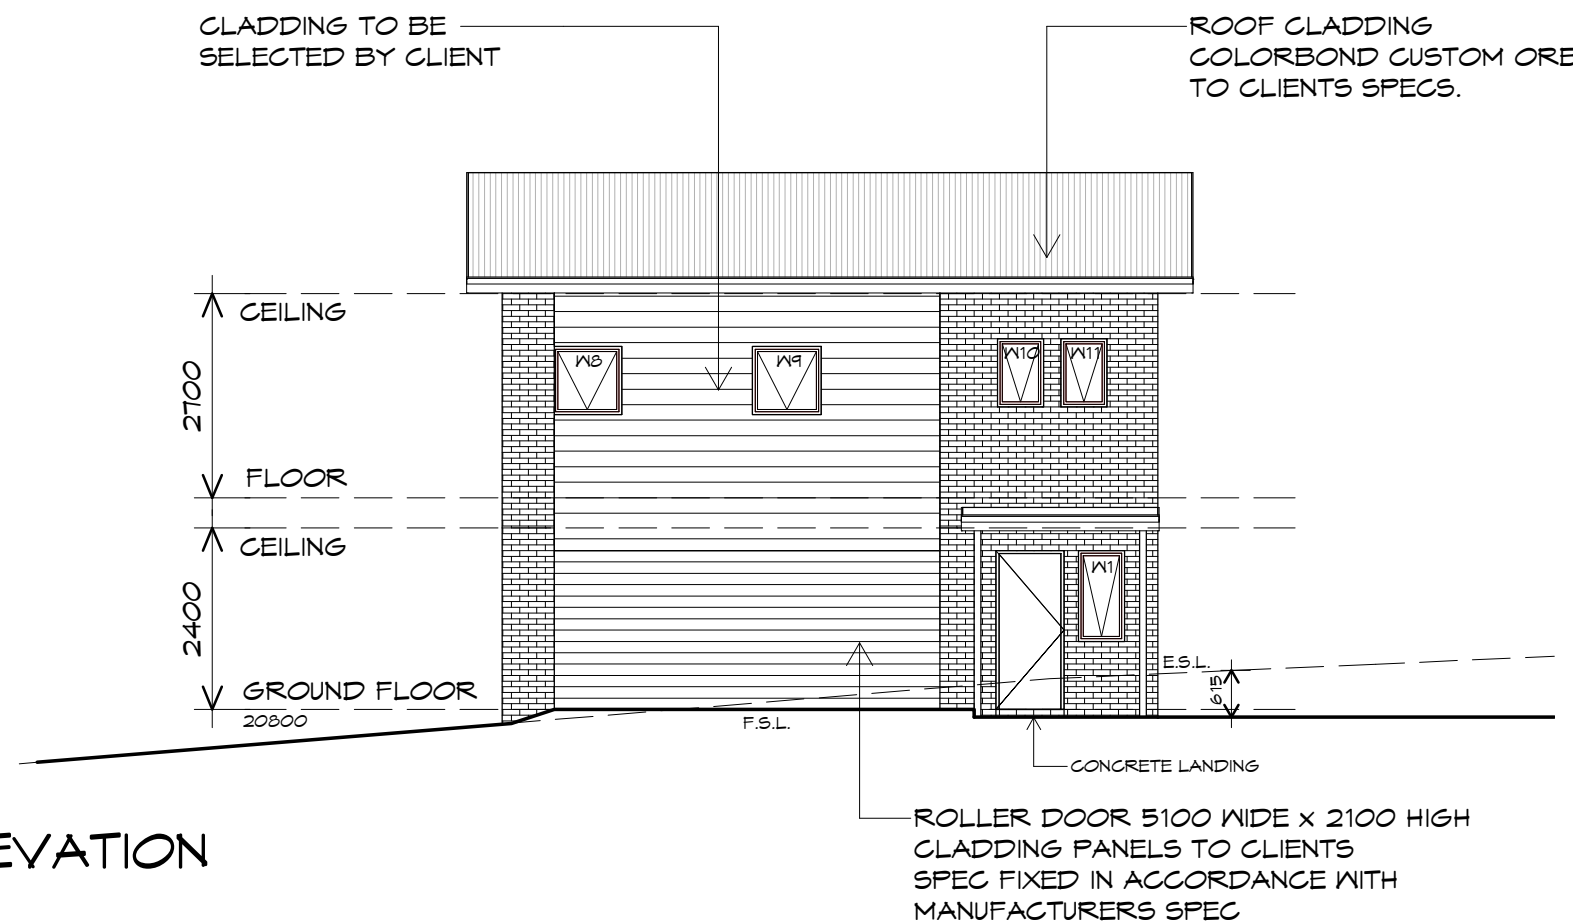 CLADDING TO BE
SELECTED BY CLIENT
ROOF CLADDING
COLORBOND CUSTOM ORB
TO CLIENTS SPECS.
CEILING
2700
W8
W9
W10
W11
FLOOR
CEILING
2400
W1
E.S.L.
615
GROUND FLOOR
20800
F.S.L.
CONCRETE LANDING
ROLLER DOOR 5100 WIDE x 2100 HIGH
CLADDING PANELS TO CLIENTS
SPEC FIXED IN ACCORDANCE WITH
MANUFACTURERS SPEC
EVATION